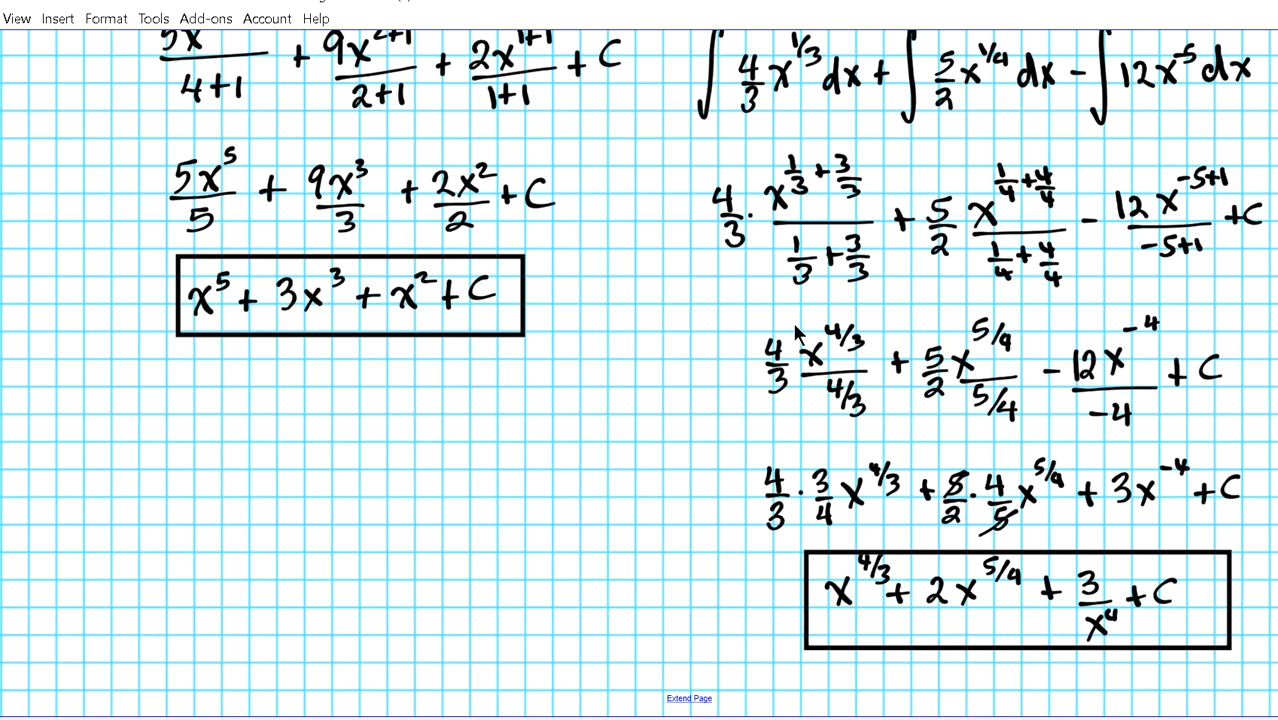 View Insert Format Tools Add-ons Account Help
5x/4+1 + 9x^(2+1)/2+1 + 2x^(1+1)/1+1 + C
5x^5/5 + 9x^3/3 + 2x^2/2 + C
x^5 + 3x^3 + x^2 + C
∫ 4/3 x^(1/3) dx + ∫ 5/2 x^(1/4) dx - ∫ 12x^-5 dx
4/3 · x^(1/3 + 3/3)/(1/3 + 3/3) + 5/2 x^(1/4 + 4/4)/(1/4 + 4/4) - 12x^(-5+1)/-5+1 + C
4/3 x^(4/3)/(4/3) + 5/2 x^(5/4)/(5/4) - 12x^-4/-4 + C
4/3 · 3/4 x^(4/3) + 5/2 · 4/5 x^(5/4) + 3x^-4 + C
x^(4/3) + 2x^(5/4) + 3/x^4 + C
Extend Page